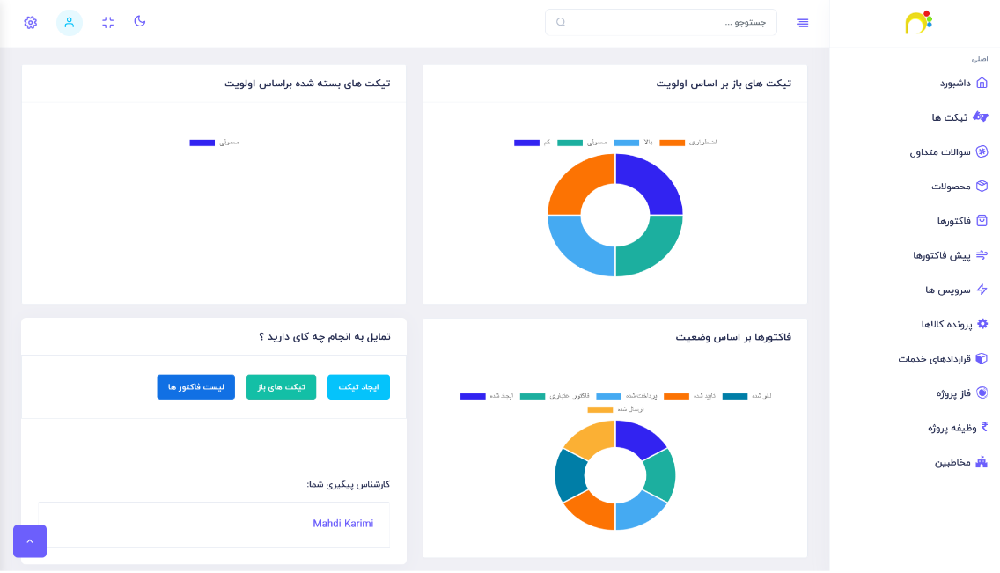 جستوجو ...
اصلی
داشبورد
تیکت ها
سوالات متداول
محصولات
فاکتورها
پیش فاکتورها
سرویس ها
پرونده کالاها
قراردادهای خدمات
فاز پروژه
وظیفه پروژه
مخاطبین
تیکت های باز بر اساس اولویت
کم معمولی بالا اضطراری
تیکت های بسته شده براساس اولویت
معمولی
فاکتورها بر اساس وضعیت
ایجاد شده فاکتور اعتباری پرداخت شده تایید شده لغو شده
ارسال شده
تمایل به انجام چه کای دارید ؟
ایجاد تیکت
تیکت های باز
لیست فاکتور ها
کارشناس پیگیری شما:
Mahdi Karimi